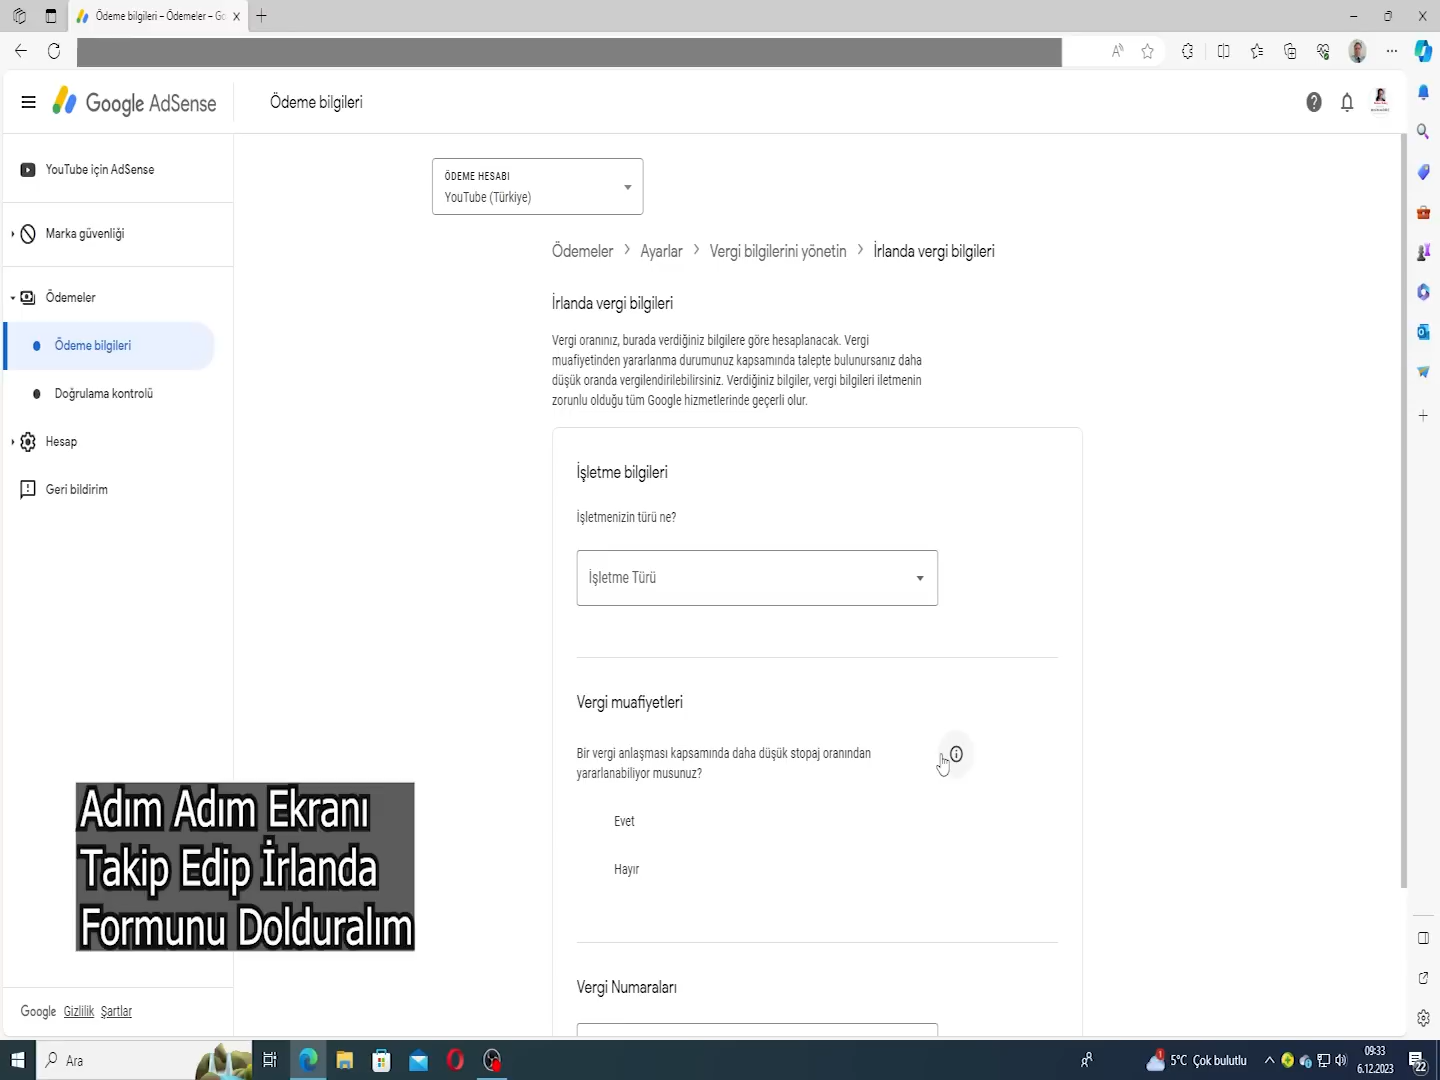 Ödeme bilgileri – Ödemeler – Go
Google AdSense
Ödeme bilgileri
YouTube için AdSense
Marka güvenliği
Ödemeler
Ödeme bilgileri
Doğrulama kontrolü
Hesap
Geri bildirim
ÖDEME HESABI
YouTube (Türkiye)
Ödemeler > Ayarlar > Vergi bilgilerini yönetin > İrlanda vergi bilgileri
İrlanda vergi bilgileri
Vergi oranınız, burada verdiğiniz bilgilere göre hesaplanacak. Vergi
muafiyetinden yararlanma durumunuz kapsamında talepte bulunursanız daha
düşük oranda vergilendirilebilirsiniz. Verdiğiniz bilgiler, vergi bilgileri iletmenin
zorunlu olduğu tüm Google hizmetlerinde geçerli olur.
İşletme bilgileri
İşletmenizin türü ne?
İşletme Türü
Vergi muafiyetleri
Bir vergi anlaşması kapsamında daha düşük stopaj oranından
yararlanabiliyor musunuz?
Evet
Hayır
Vergi Numaraları
Adım Adım Ekranı
Takip Edip İrlanda
Formunu Dolduralım
Google Gizlilik Şartlar
Ara
5°C Çok bulutlu
09:33
6.12.2023
22